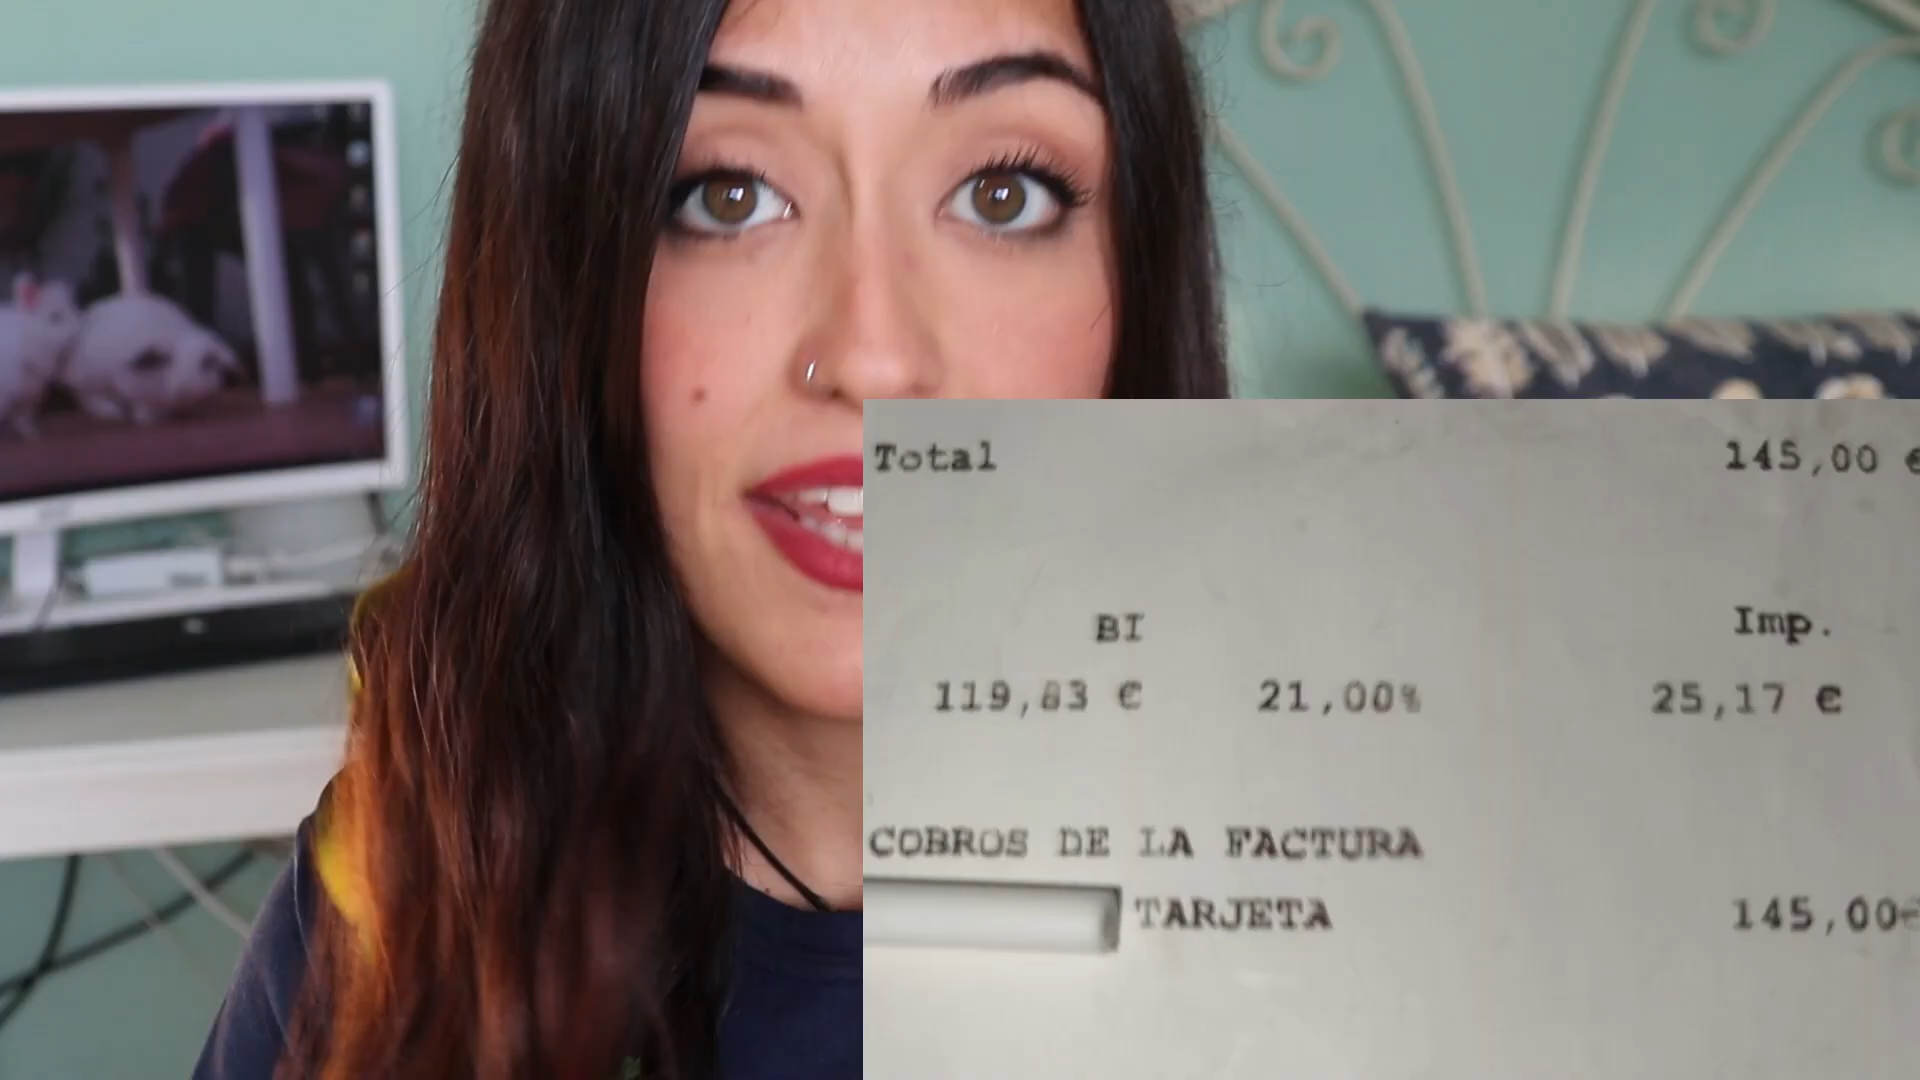 Total 145,00 €
BI Imp.
119,83 € 21,00% 25,17 €
COBROS DE LA FACTURA
TARJETA 145,00€